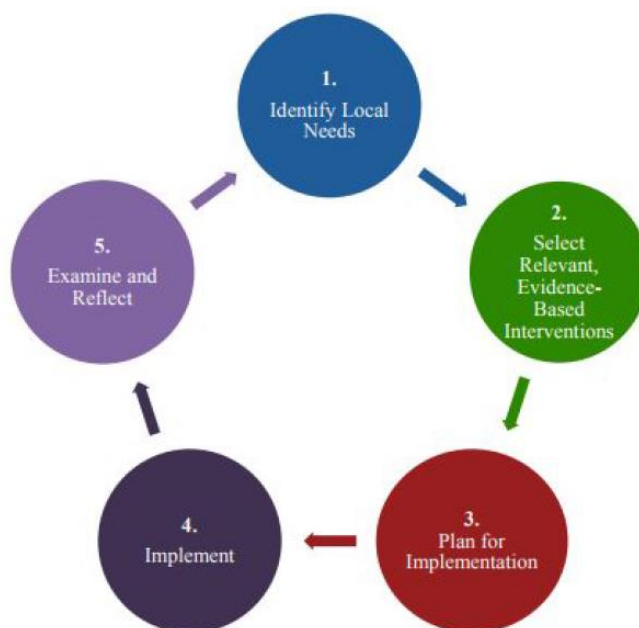 1.
Identify Local
Needs
2.
Select
Relevant,
Evidence-
Based
Interventions
3.
Plan for
Implementation
4.
Implement
5.
Examine and
Reflect